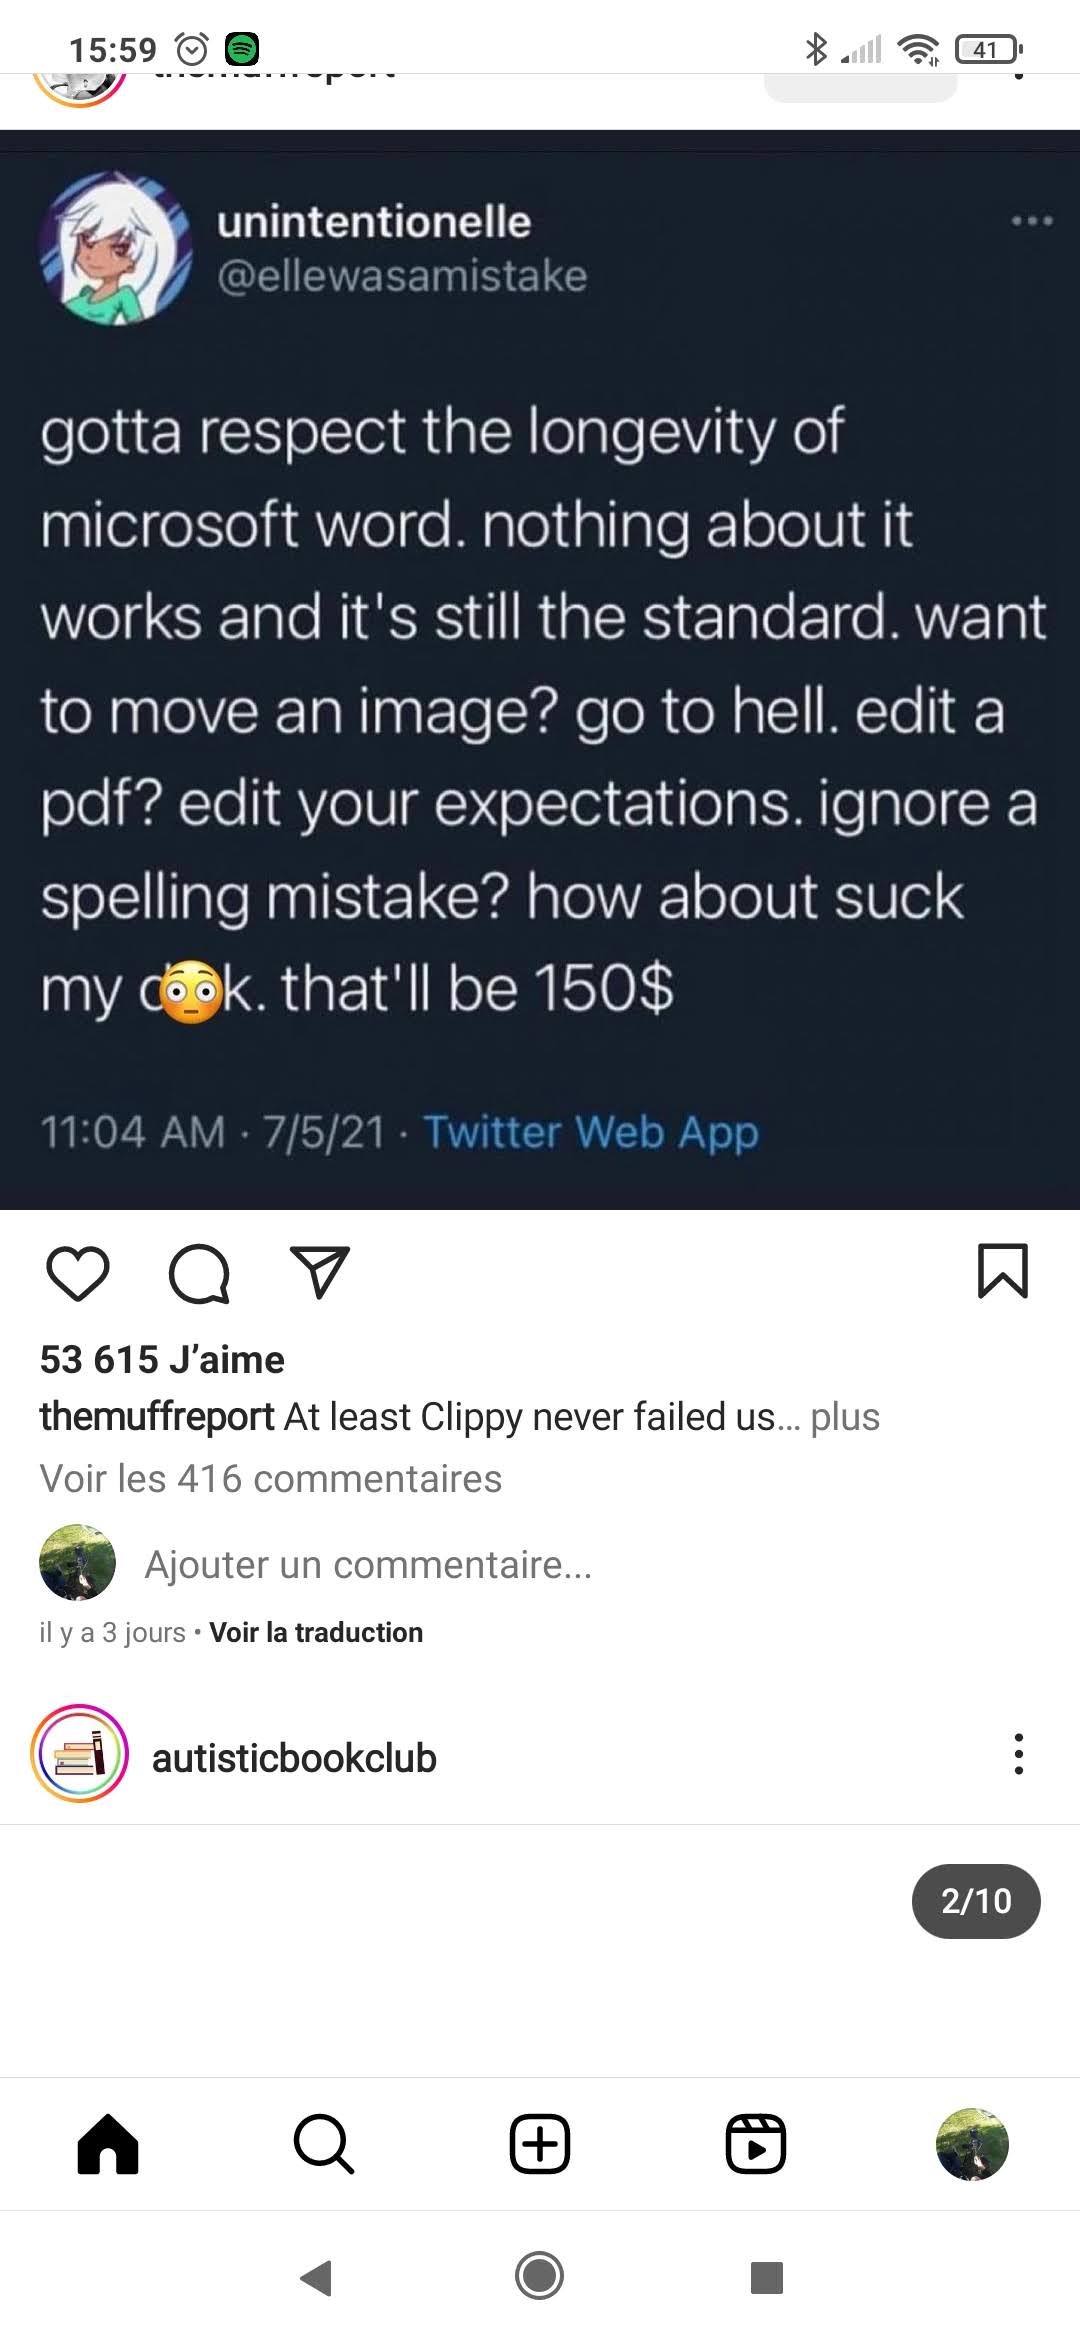 15:59
41
themuffreport
unintentionelle
@ellewasamistake
gotta respect the longevity of
microsoft word. nothing about it
works and it's still the standard. want
to move an image? go to hell. edit a
pdf? edit your expectations. ignore a
spelling mistake? how about suck
my d😳k. that'll be 150$
11:04 AM · 7/5/21 · Twitter Web App
53 615 J’aime
themuffreport At least Clippy never failed us... plus
Voir les 416 commentaires
Ajouter un commentaire...
il y a 3 jours • Voir la traduction
autisticbookclub
2/10